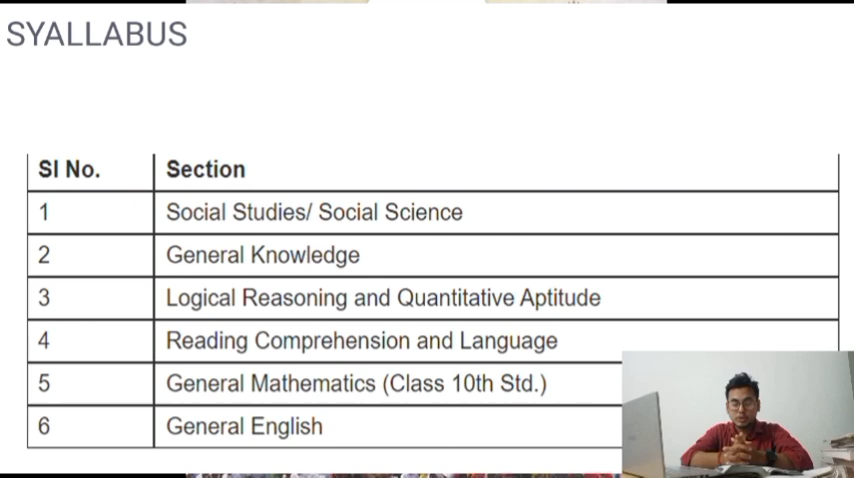 SYALLABUS
SI No. Section
1 Social Studies/ Social Science
2 General Knowledge
3 Logical Reasoning and Quantitative Aptitude
4 Reading Comprehension and Language
5 General Mathematics (Class 10th Std.)
6 General English